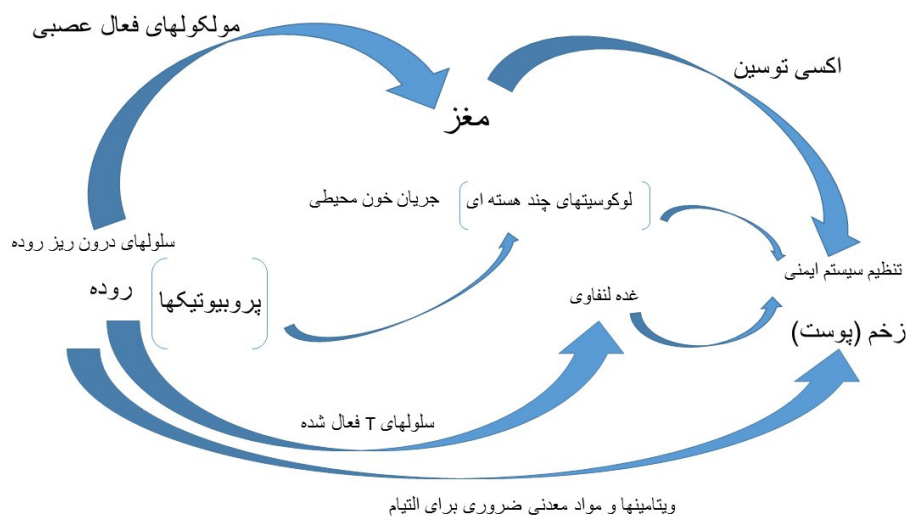 مولکولهای فعال عصبی
اکسی توسین
مغز
لوکوسیتهای چند هسته ای
جریان خون محیطی
سلولهای درون ریز روده
تنظیم سیستم ایمنی
روده
پروبیوتیکها
غده لنفاوی
زخم (پوست)
سلولهای T فعال شده
ویتامینها و مواد معدنی ضروری برای التیام